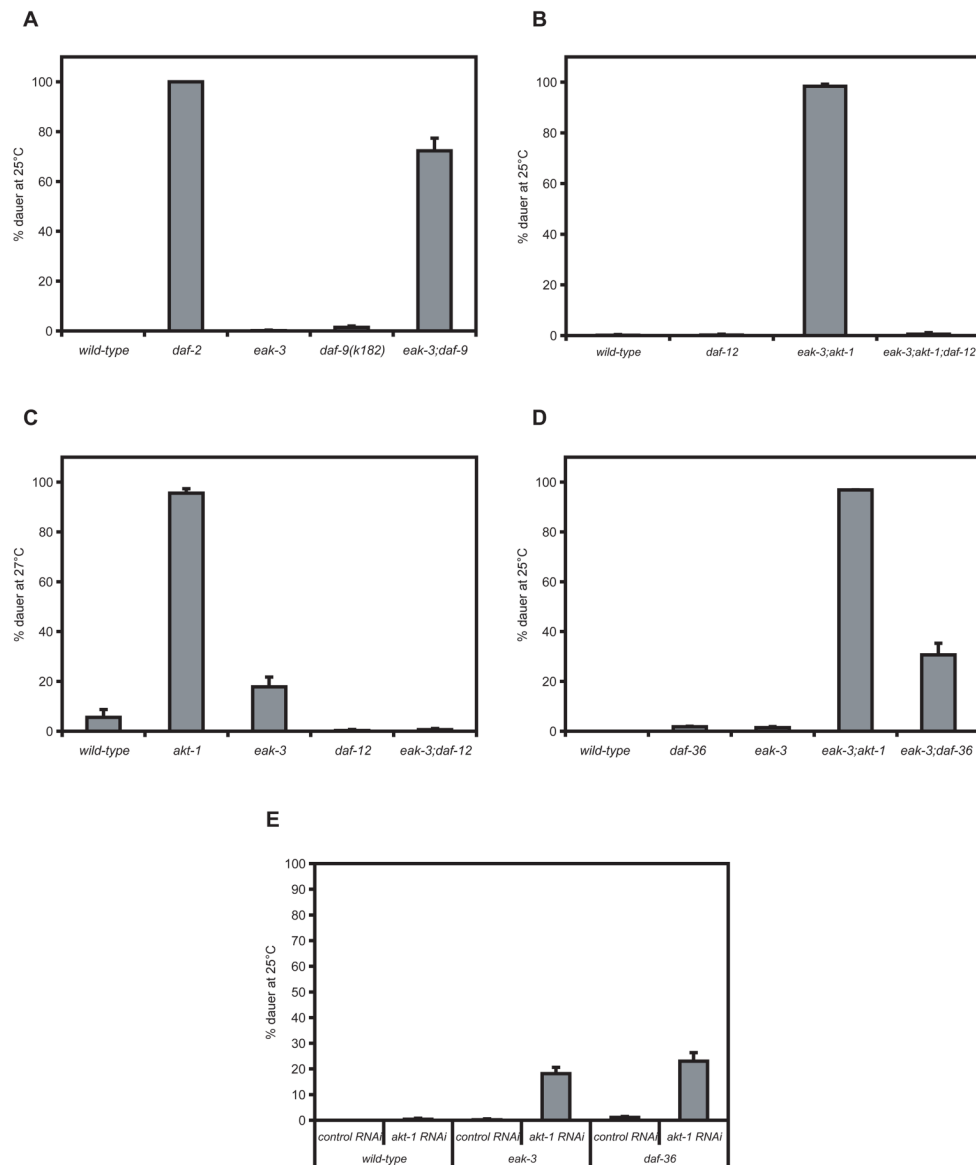 A
% dauer at 25°C
100
80
60
40
20
0
wild-type daf-2 eak-3 daf-9(k182) eak-3;daf-9
B
% dauer at 25°C
100
80
60
40
20
0
wild-type daf-12 eak-3;akt-1 eak-3;akt-1;daf-12
C
% dauer at 27°C
100
80
60
40
20
0
wild-type akt-1 eak-3 daf-12 eak-3;daf-12
D
% dauer at 25°C
100
80
60
40
20
0
wild-type daf-36 eak-3 eak-3;akt-1 eak-3;daf-36
E
% dauer at 25°C
100
90
80
70
60
50
40
30
20
10
0
control RNAi akt-1 RNAi control RNAi akt-1 RNAi control RNAi akt-1 RNAi
wild-type eak-3 daf-36